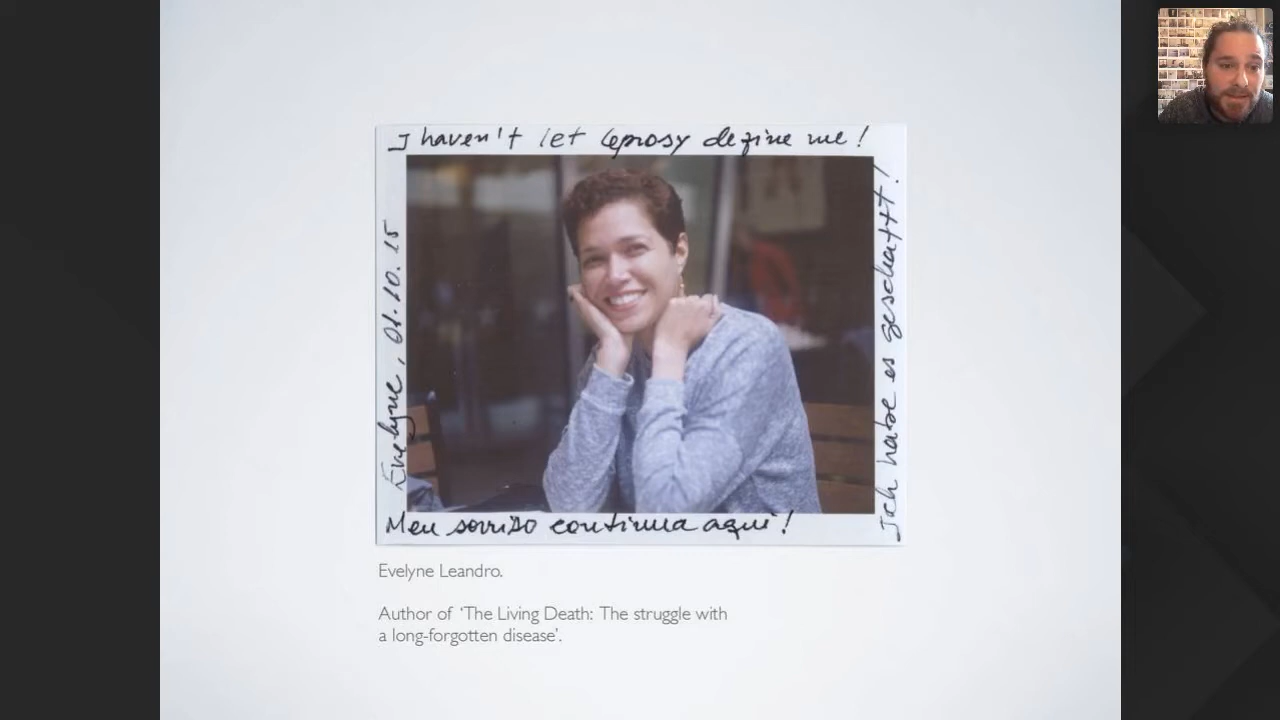 I haven't let leprosy define me!
Evelyne, 01.10.15
Ich habe es geschafft!
Meu sorriso continua aqui!
Evelyne Leandro.
Author of 'The Living Death: The struggle with
a long-forgotten disease'.